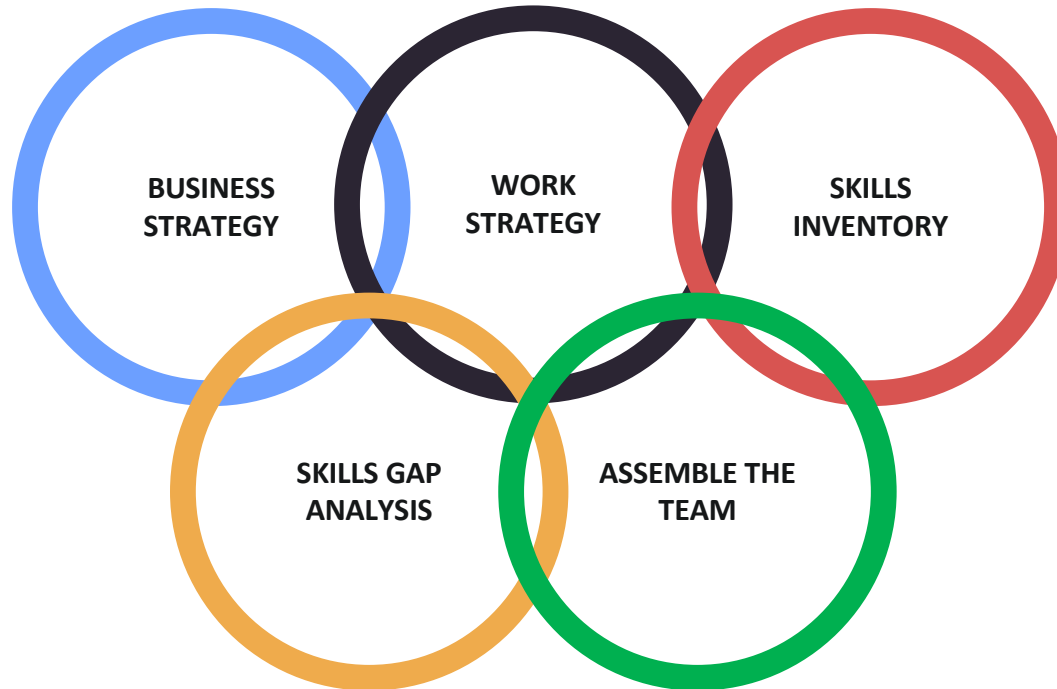 BUSINESS
STRATEGY
WORK
STRATEGY
SKILLS
INVENTORY
SKILLS GAP
ANALYSIS
ASSEMBLE THE
TEAM